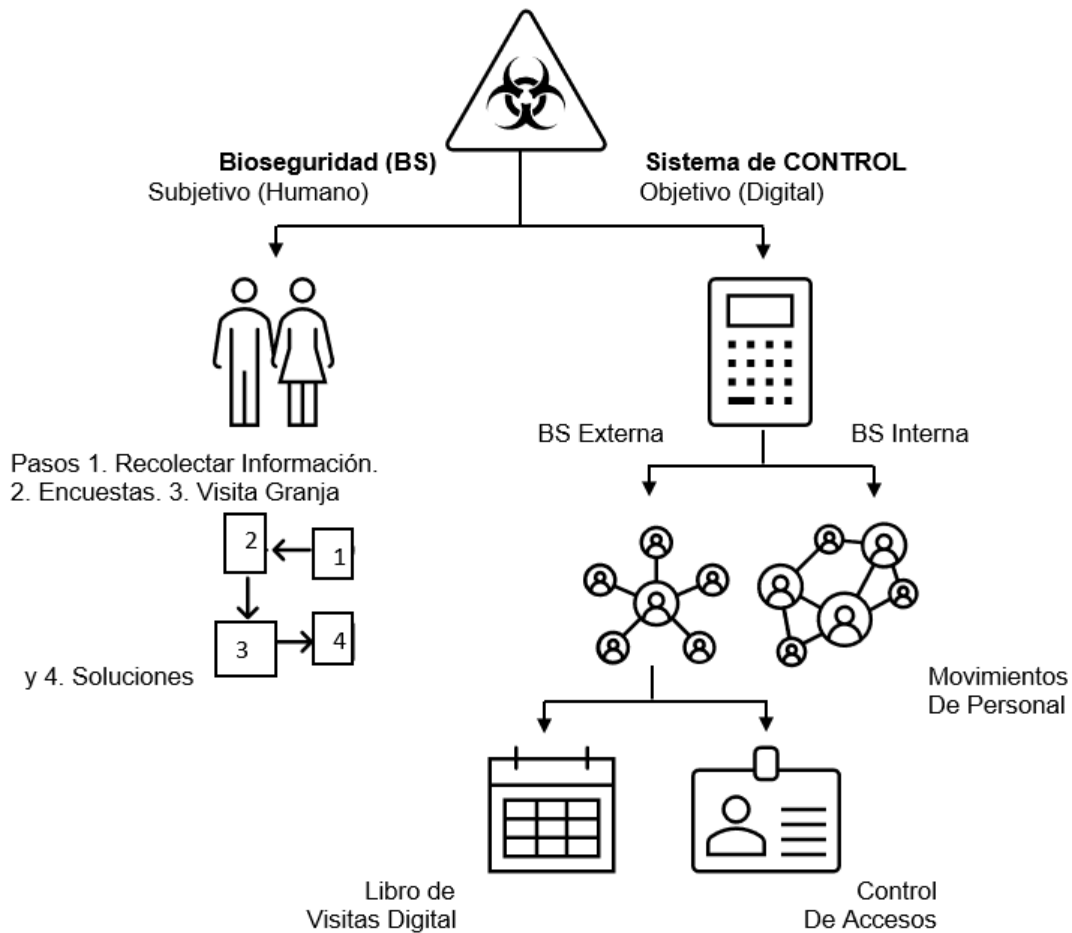 Bioseguridad (BS)
Subjetivo (Humano)
Sistema de CONTROL
Objetivo (Digital)
BS Externa
BS Interna
Pasos 1. Recolectar Información.
2. Encuestas. 3. Visita Granja
2
1
3
4
y 4. Soluciones
Movimientos
De Personal
Libro de
Visitas Digital
Control
De Accesos